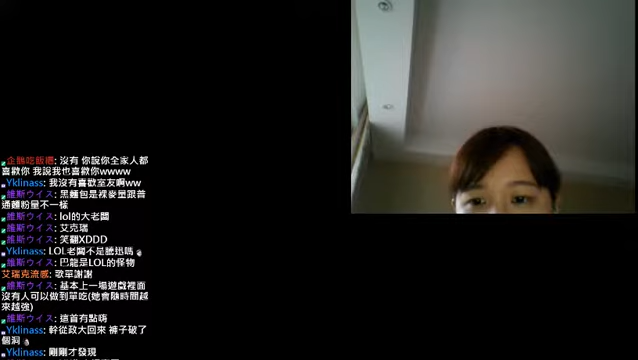 企鵝吃飯糰: 沒有 你說你全家人都
喜歡你 我說我也喜歡你wwww
Yklinass: 我沒有喜歡室友啊ww
維斯ウイス: 黑麵包是裸麥塑跟普
通麵粉量不一樣
維斯ウイス: lol的大老闆
維斯ウイス: 艾克瑞
維斯ウイス: 笑翻XDDD
Yklinass: LOL老闆不是騰迅嗎
維斯ウイス: 巴龍是LOL的怪物
艾瑞克流感: 歌單謝謝
維斯ウイス: 基本上一場遊戲裡面
沒有人可以做到單吃(她會隨時間越
來越強)
維斯ウイス: 這首有點嗨
Yklinass: 幹從政大回來 褲子破了
個洞
Yklinass: 剛剛才發現